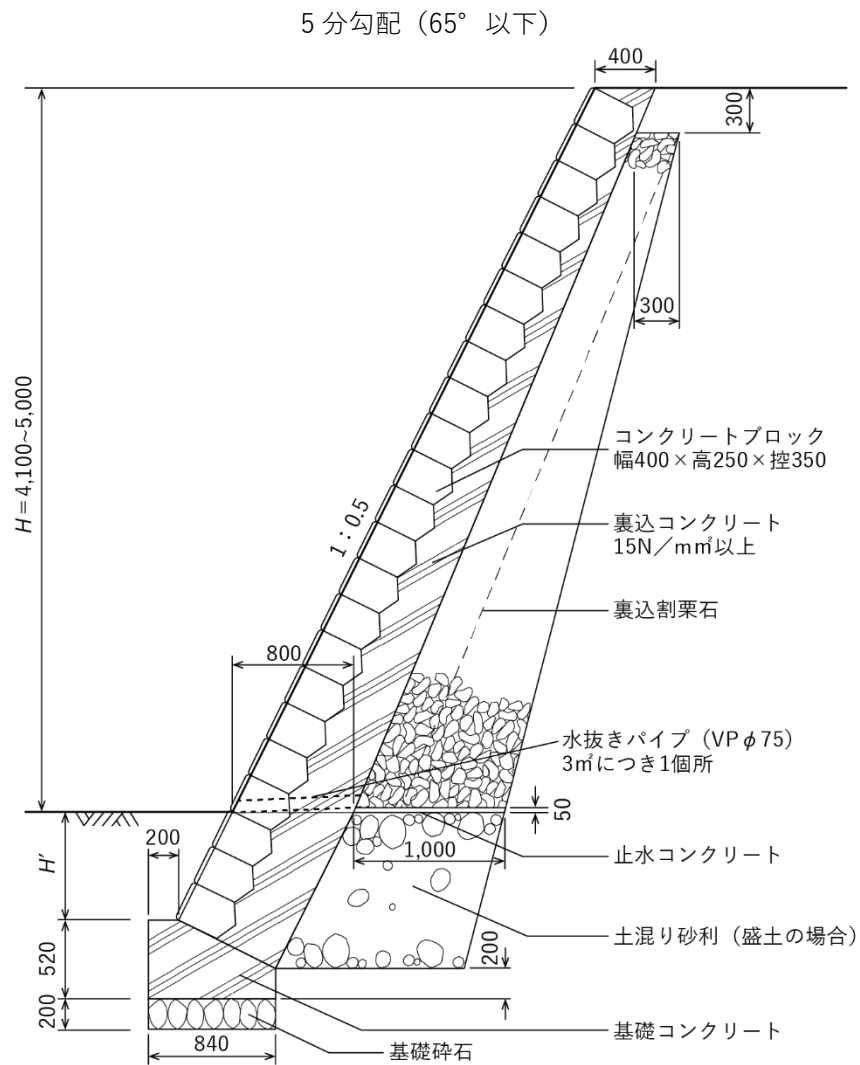 5分勾配（65°以下）
400
300
300
H＝4,100~5,000
コンクリートブロック
幅400×高250×控350
1：0.5
裏込コンクリート
15N／m㎡以上
裏込割栗石
800
水抜きパイプ（VPφ75）
3㎡につき1個所
50
200
1,000
止水コンクリート
H′
土混り砂利（盛土の場合）
200
520
200
基礎コンクリート
840
基礎砕石